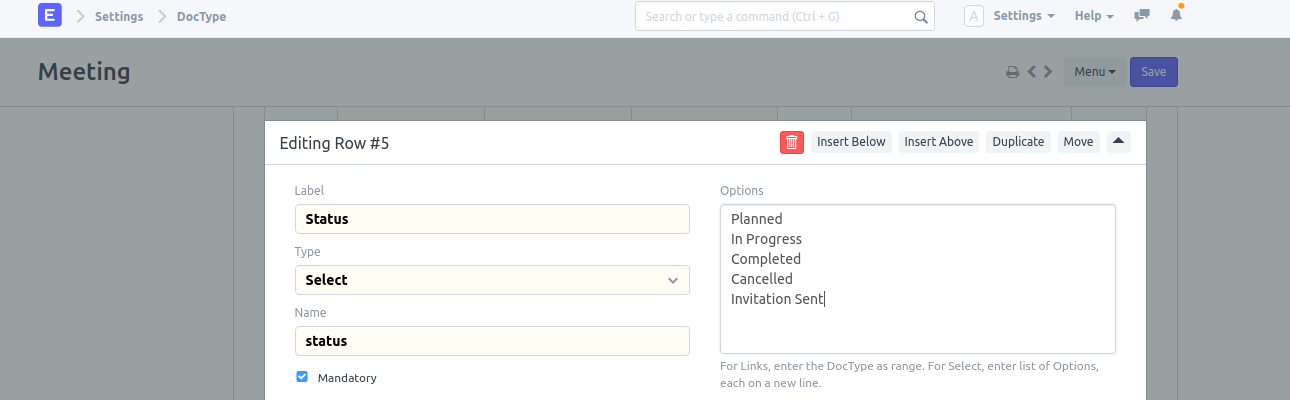 E Settings DocType Search or type a command (Ctrl + G) A Settings Help
Meeting Menu Save
Editing Row #5 Insert Below Insert Above Duplicate Move
Label
Status
Type
Select
Name
status
Mandatory
Options
Planned
In Progress
Completed
Cancelled
Invitation Sent
For Links, enter the DocType as range. For Select, enter list of Options,
each on a new line.